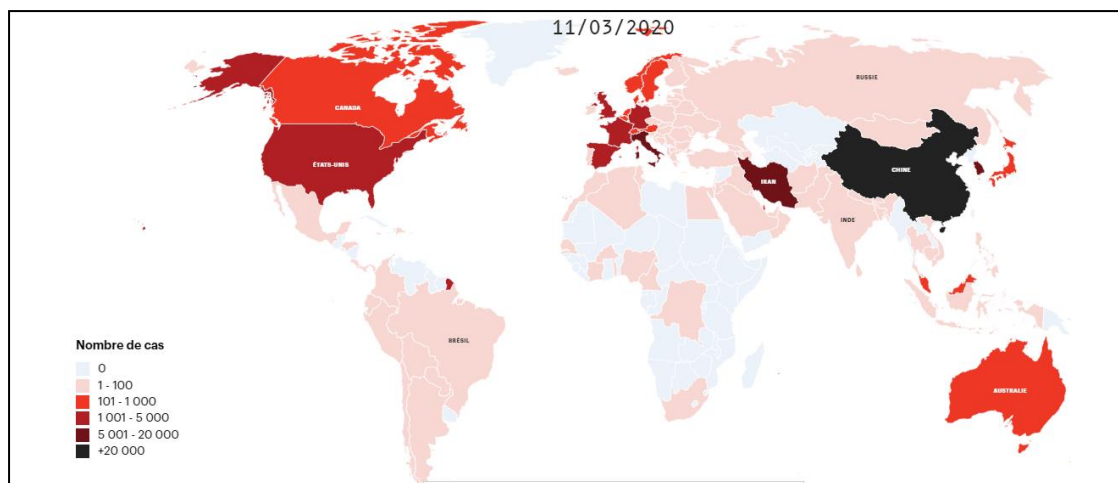 11/03/2020
RUSSIE
CANADA
ÉTATS-UNIS
CHINE
IRAN
INDE
BRÉSIL
AUSTRALIE
Nombre de cas
0
1 - 100
101 - 1 000
1 001 - 5 000
5 001 - 20 000
+20 000